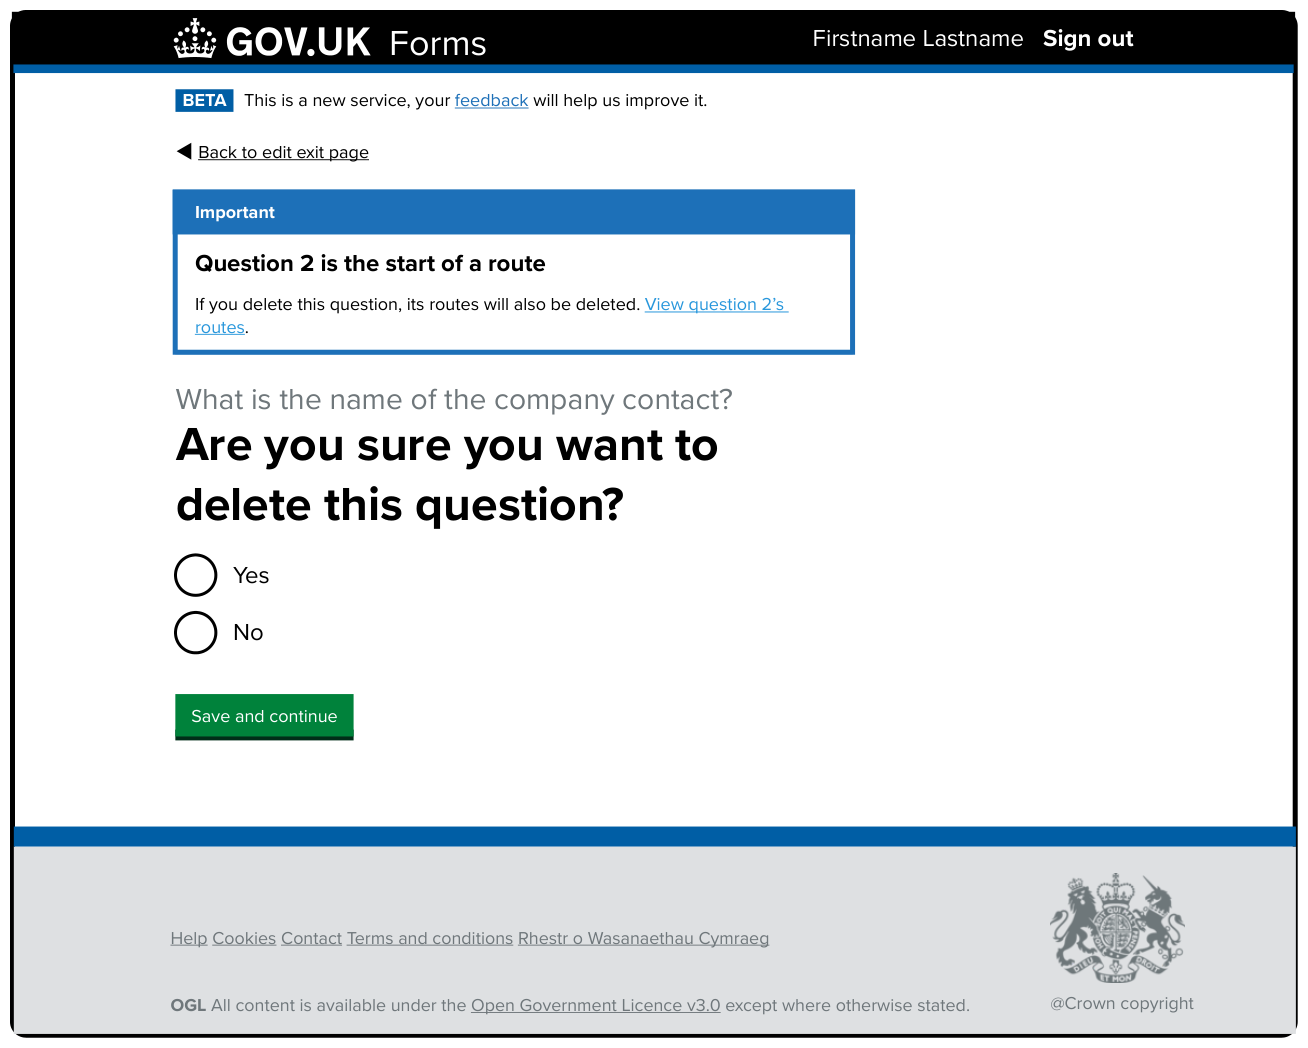 GOV.UK Forms
Firstname Lastname Sign out
BETA This is a new service, your feedback will help us improve it.
Back to edit exit page
Important
Question 2 is the start of a route
If you delete this question, its routes will also be deleted. View question 2’s
routes.
What is the name of the company contact?
Are you sure you want to
delete this question?
Yes
No
Save and continue
Help Cookies Contact Terms and conditions Rhestr o Wasanaethau Cymraeg
OGL All content is available under the Open Government Licence v3.0 except where otherwise stated.
DIEU ET MON DROIT
@Crown copyright